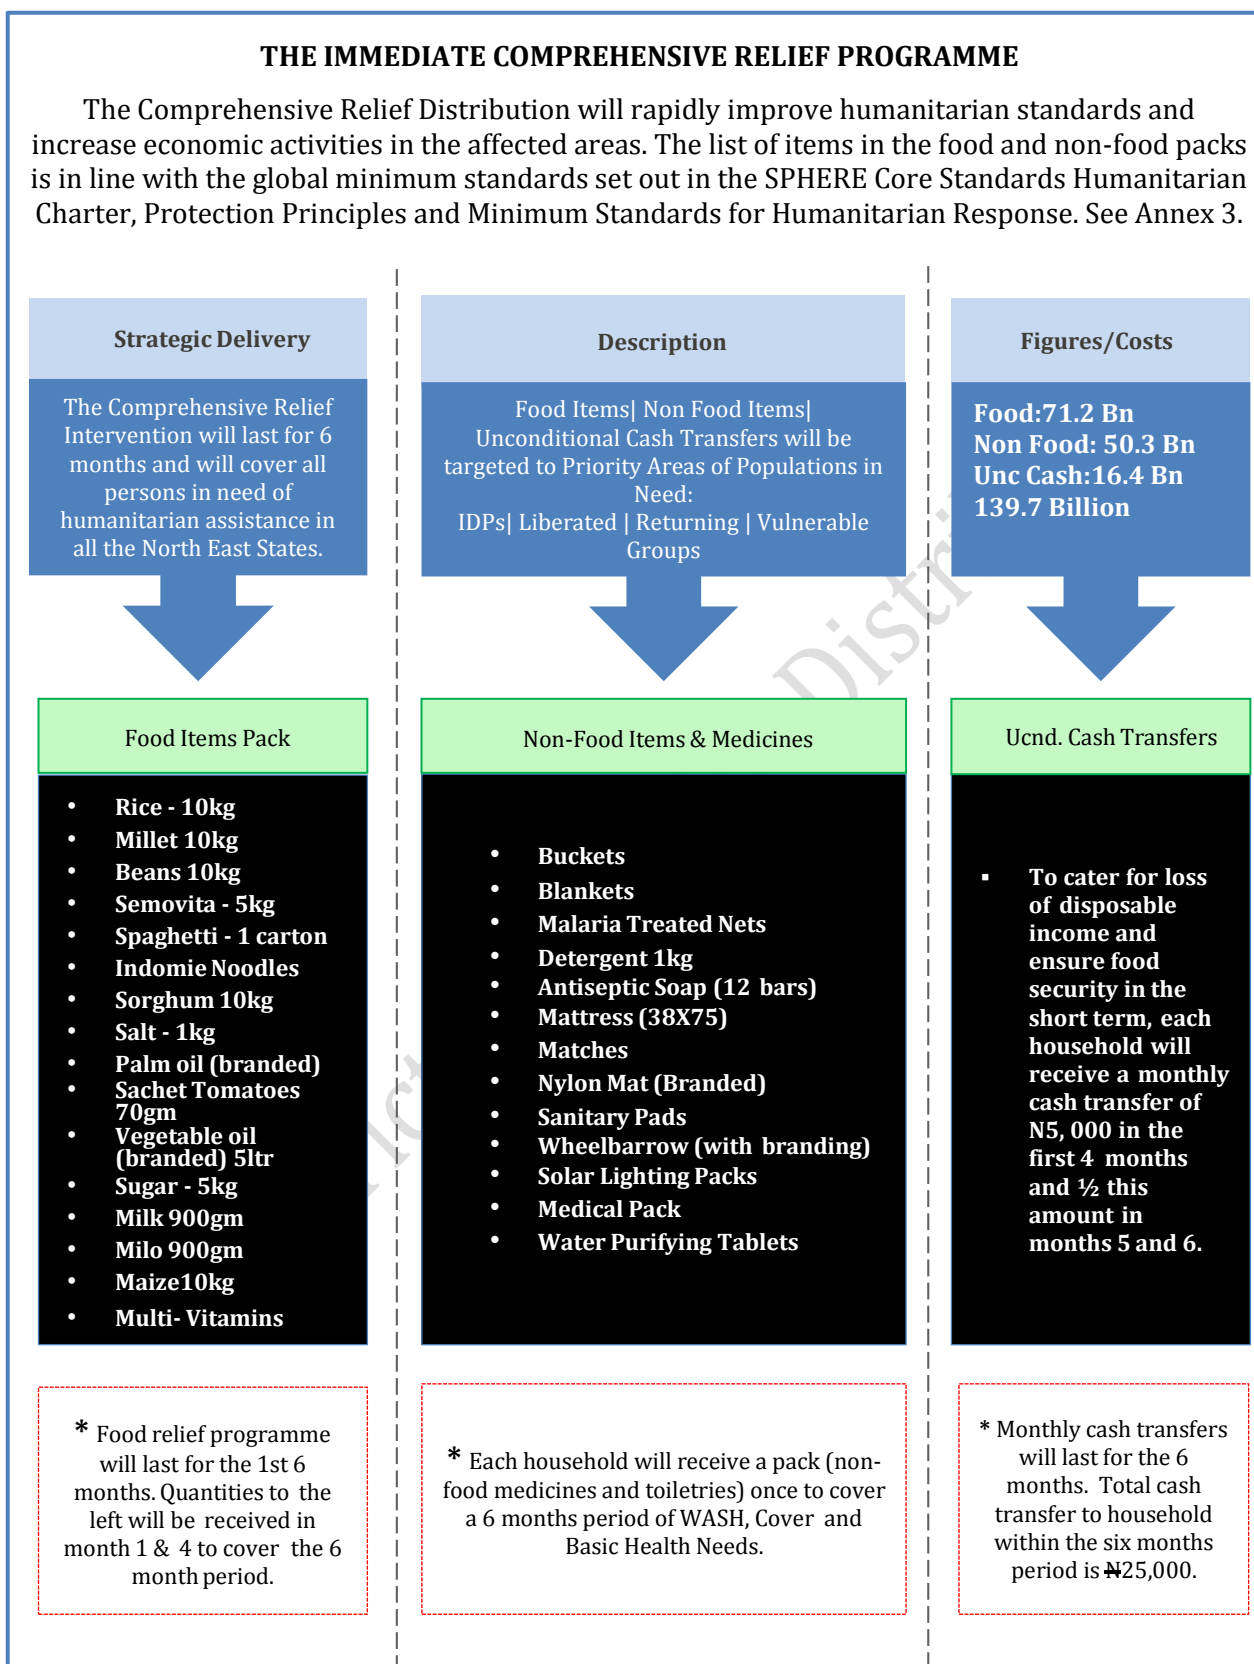 THE IMMEDIATE COMPREHENSIVE RELIEF PROGRAMME
The Comprehensive Relief Distribution will rapidly improve humanitarian standards and
increase economic activities in the affected areas. The list of items in the food and non-food packs
is in line with the global minimum standards set out in the SPHERE Core Standards Humanitarian
Charter, Protection Principles and Minimum Standards for Humanitarian Response. See Annex 3.
Strategic Delivery
The Comprehensive Relief
Intervention will last for 6
months and will cover all
persons in need of
humanitarian assistance in
all the North East States.
Food Items Pack
• Rice - 10kg
• Millet 10kg
• Beans 10kg
• Semovita - 5kg
• Spaghetti - 1 carton
• Indomie Noodles
• Sorghum 10kg
• Salt - 1kg
• Palm oil (branded)
• Sachet Tomatoes
70gm
• Vegetable oil
(branded) 5ltr
• Sugar - 5kg
• Milk 900gm
• Milo 900gm
• Maize10kg
• Multi- Vitamins
* Food relief programme
will last for the 1st 6
months. Quantities to the
left will be received in
month 1 & 4 to cover the 6
month period.
Description
Food Items| Non Food Items|
Unconditional Cash Transfers will be
targeted to Priority Areas of Populations in
Need:
IDPs| Liberated | Returning | Vulnerable
Groups
Non-Food Items & Medicines
• Buckets
• Blankets
• Malaria Treated Nets
• Detergent 1kg
• Antiseptic Soap (12 bars)
• Mattress (38X75)
• Matches
• Nylon Mat (Branded)
• Sanitary Pads
• Wheelbarrow (with branding)
• Solar Lighting Packs
• Medical Pack
• Water Purifying Tablets
* Each household will receive a pack (non-
food medicines and toiletries) once to cover
a 6 months period of WASH, Cover and
Basic Health Needs.
Figures/Costs
Food:71.2 Bn
Non Food: 50.3 Bn
Unc Cash:16.4 Bn
139.7 Billion
Ucnd. Cash Transfers
▪ To cater for loss
of disposable
income and
ensure food
security in the
short term, each
household will
receive a monthly
cash transfer of
N5, 000 in the
first 4 months
and ½ this
amount in
months 5 and 6.
* Monthly cash transfers
will last for the 6
months. Total cash
transfer to household
within the six months
period is ₦25,000.